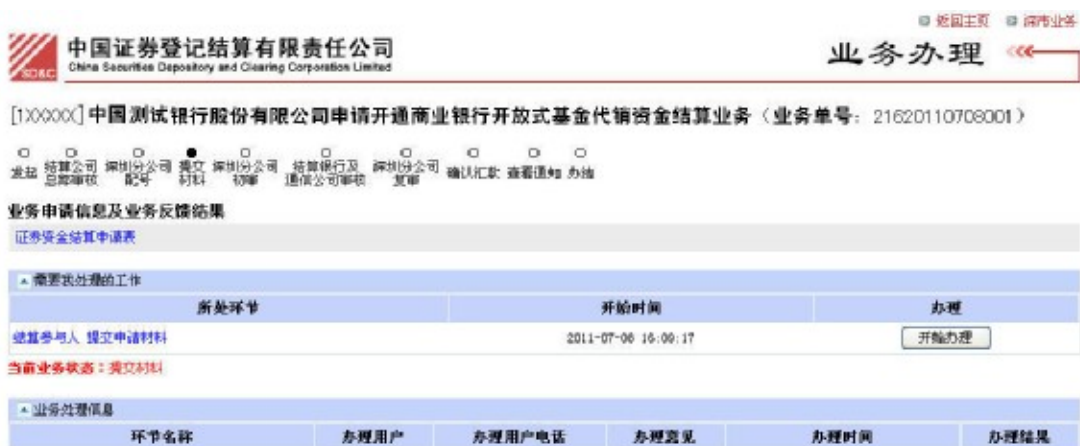 返回主页 深市业务
中国证券登记结算有限责任公司
China Securities Depository and Clearing Corporation Limited
SD&C
业务办理
[1XXXXX]中国测试银行股份有限公司申请开通商业银行开放式基金代销资金结算业务（业务单号：21620110708001）
发起 结算公司总部审核 深圳分公司配号 提交材料 深圳分公司初审 结算银行及通信公司审核 深圳分公司复审 确认汇款 查看通知 办结
业务申请信息及业务反馈结果
证券资金结算申请表
需要我处理的工作
所处环节 开始时间 办理
结算参与人 提交申请材料 2011-07-08 16:09:17 开始办理
当前业务状态：提交材料
业务处理信息
环节名称 办理用户 办理用户电话 办理意见 办理时间 办理结果